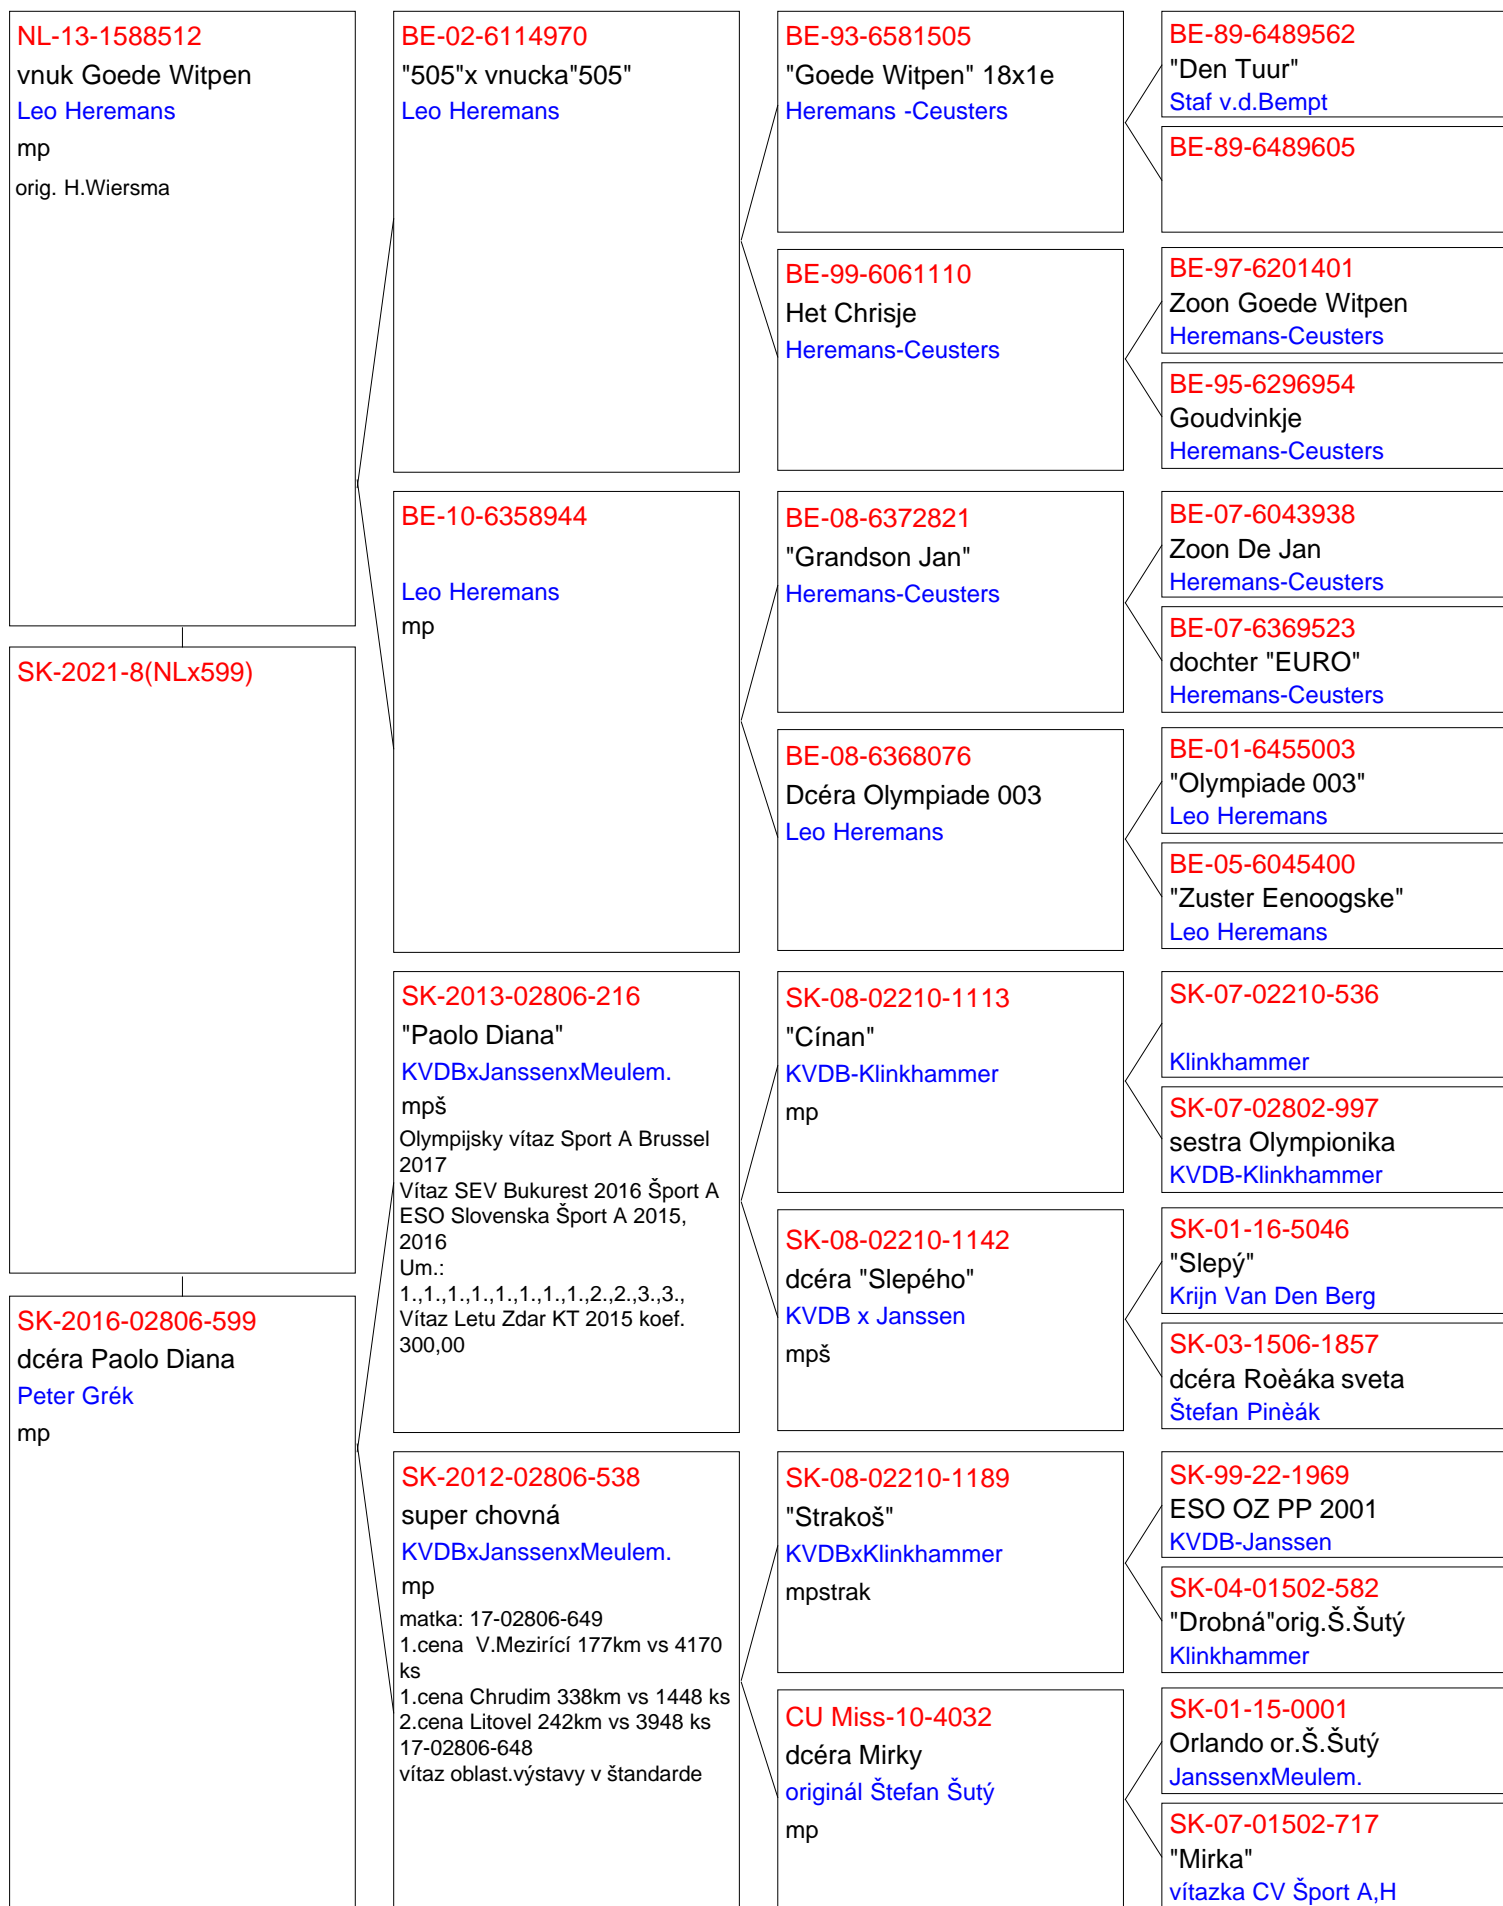 NL-13-1588512
vnuk Goede Witpen
Leo Heremans
mp
orig. H.Wiersma
SK-2021-8(NLx599)
SK-2016-02806-599
dcéra Paolo Diana
Peter Grék
mp
BE-02-6114970
"505"x vnucka"505"
Leo Heremans
BE-10-6358944
Leo Heremans
mp
SK-2013-02806-216
"Paolo Diana"
KVDBxJanssenxMeulem.
mpš
Olympijsky vítaz Sport A Brussel
2017
Vítaz SEV Bukurest 2016 Šport A
ESO Slovenska Šport A 2015,
2016
Um.:
1.,1.,1.,1.,1.,1.,1.,1.,2.,2.,3.,3.,
Vítaz Letu Zdar KT 2015 koef.
300,00
SK-2012-02806-538
super chovná
KVDBxJanssenxMeulem.
mp
matka: 17-02806-649
1.cena  V.Mezirící 177km vs 4170
ks
1.cena Chrudim 338km vs 1448 ks
2.cena Litovel 242km vs 3948 ks
17-02806-648
vítaz oblast.výstavy v štandarde
BE-93-6581505
"Goede Witpen" 18x1e
Heremans -Ceusters
BE-99-6061110
Het Chrisje
Heremans-Ceusters
BE-08-6372821
"Grandson Jan"
Heremans-Ceusters
BE-08-6368076
Dcéra Olympiade 003
Leo Heremans
SK-08-02210-1113
"Cínan"
KVDB-Klinkhammer
mp
SK-08-02210-1142
dcéra "Slepého"
KVDB x Janssen
mpš
SK-08-02210-1189
"Strakoš"
KVDBxKlinkhammer
mpstrak
CU Miss-10-4032
dcéra Mirky
originál Štefan Šutý
mp
BE-89-6489562
"Den Tuur"
Staf v.d.Bempt
BE-89-6489605
BE-97-6201401
Zoon Goede Witpen
Heremans-Ceusters
BE-95-6296954
Goudvinkje
Heremans-Ceusters
BE-07-6043938
Zoon De Jan
Heremans-Ceusters
BE-07-6369523
dochter "EURO"
Heremans-Ceusters
BE-01-6455003
"Olympiade 003"
Leo Heremans
BE-05-6045400
"Zuster Eenoogske"
Leo Heremans
SK-07-02210-536
Klinkhammer
SK-07-02802-997
sestra Olympionika
KVDB-Klinkhammer
SK-01-16-5046
"Slepý"
Krijn Van Den Berg
SK-03-1506-1857
dcéra Roèáka sveta
Štefan Pinèák
SK-99-22-1969
ESO OZ PP 2001
KVDB-Janssen
SK-04-01502-582
"Drobná"orig.Š.Šutý
Klinkhammer
SK-01-15-0001
Orlando or.Š.Šutý
JanssenxMeulem.
SK-07-01502-717
"Mirka"
vítazka CV Šport A,H